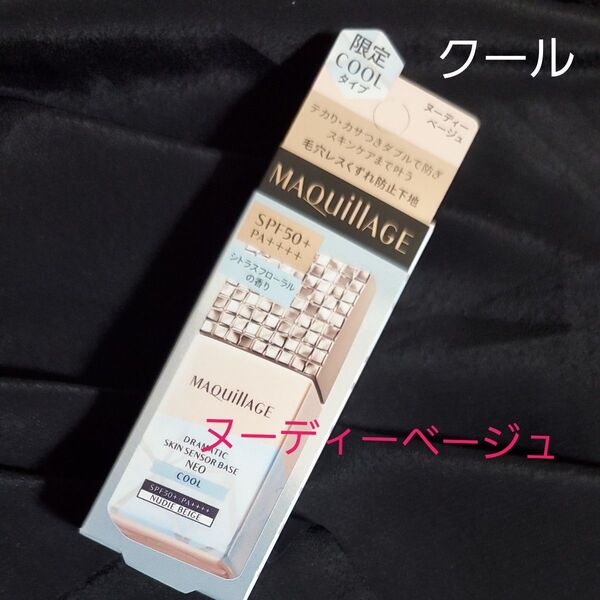 クール
限定
COOL
タイプ
ヌーディー
ベージュ
テカり・カサつきダブルで防ぎ
スキンケアまで叶う
毛穴レスくずれ防止下地
MAQuillAGE
SPF50+
PA++++
シトラスフローラル
の香り
MAQuillAGE
ヌーディーベージュ
DRAMATIC
SKIN SENSOR BASE
NEO
COOL
SPF50+・PA++++
NUDIE BEIGE